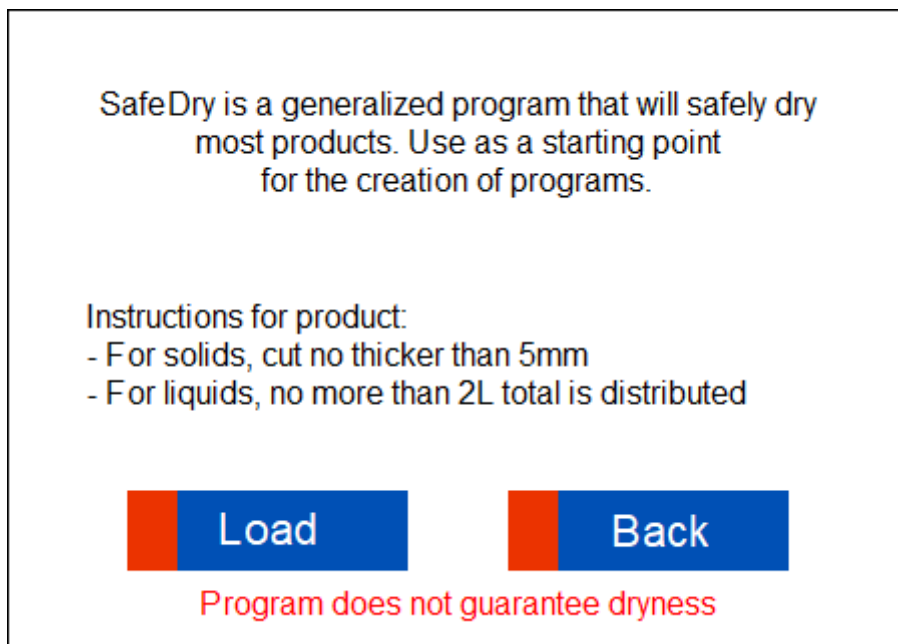 SafeDry is a generalized program that will safely dry
most products. Use as a starting point
for the creation of programs.
Instructions for product:
- For solids, cut no thicker than 5mm
- For liquids, no more than 2L total is distributed
Load
Back
Program does not guarantee dryness